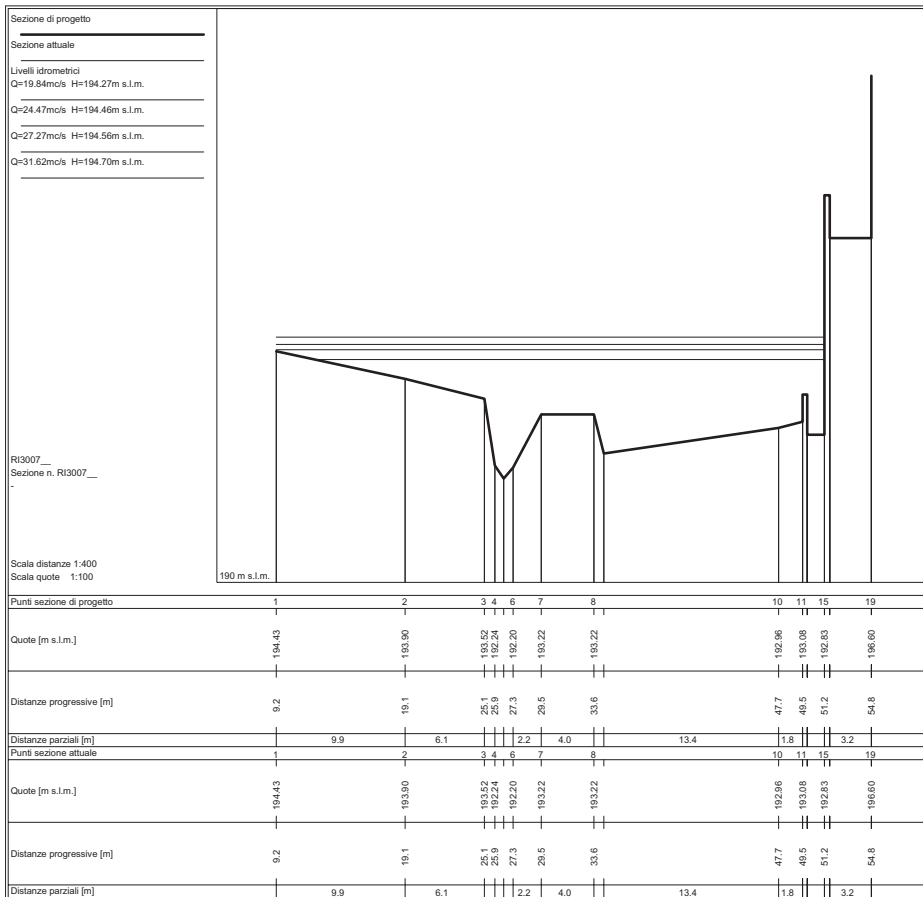 Sezione di progetto
Sezione attuale
Livelli idrometrici
Q=19.84mc/s H=194.27m s.l.m.
Q=24.47mc/s H=194.46m s.l.m.
Q=27.27mc/s H=194.56m s.l.m.
Q=31.62mc/s H=194.70m s.l.m.
RI3007__
Sezione n. RI3007__
-
Scala distanze 1:400
Scala quote 1:100
190 m s.l.m.
Punti sezione di progetto 1 2 3 4 6 7 8 10 11 15 19
Quote [m s.l.m.] 194.43 193.90 193.52 192.24 192.20 193.22 193.22 192.96 193.08 192.83 196.60
Distanze progressive [m] 9.2 19.1 25.1 25.9 27.3 29.5 33.6 47.7 49.5 51.2 54.8
Distanze parziali [m] 9.9 6.1 2.2 4.0 13.4 1.8 3.2
Punti sezione attuale 1 2 3 4 6 7 8 10 11 15 19
Quote [m s.l.m.] 194.43 193.90 193.52 192.24 192.20 193.22 193.22 192.96 193.08 192.83 196.60
Distanze progressive [m] 9.2 19.1 25.1 25.9 27.3 29.5 33.6 47.7 49.5 51.2 54.8
Distanze parziali [m] 9.9 6.1 2.2 4.0 13.4 1.8 3.2